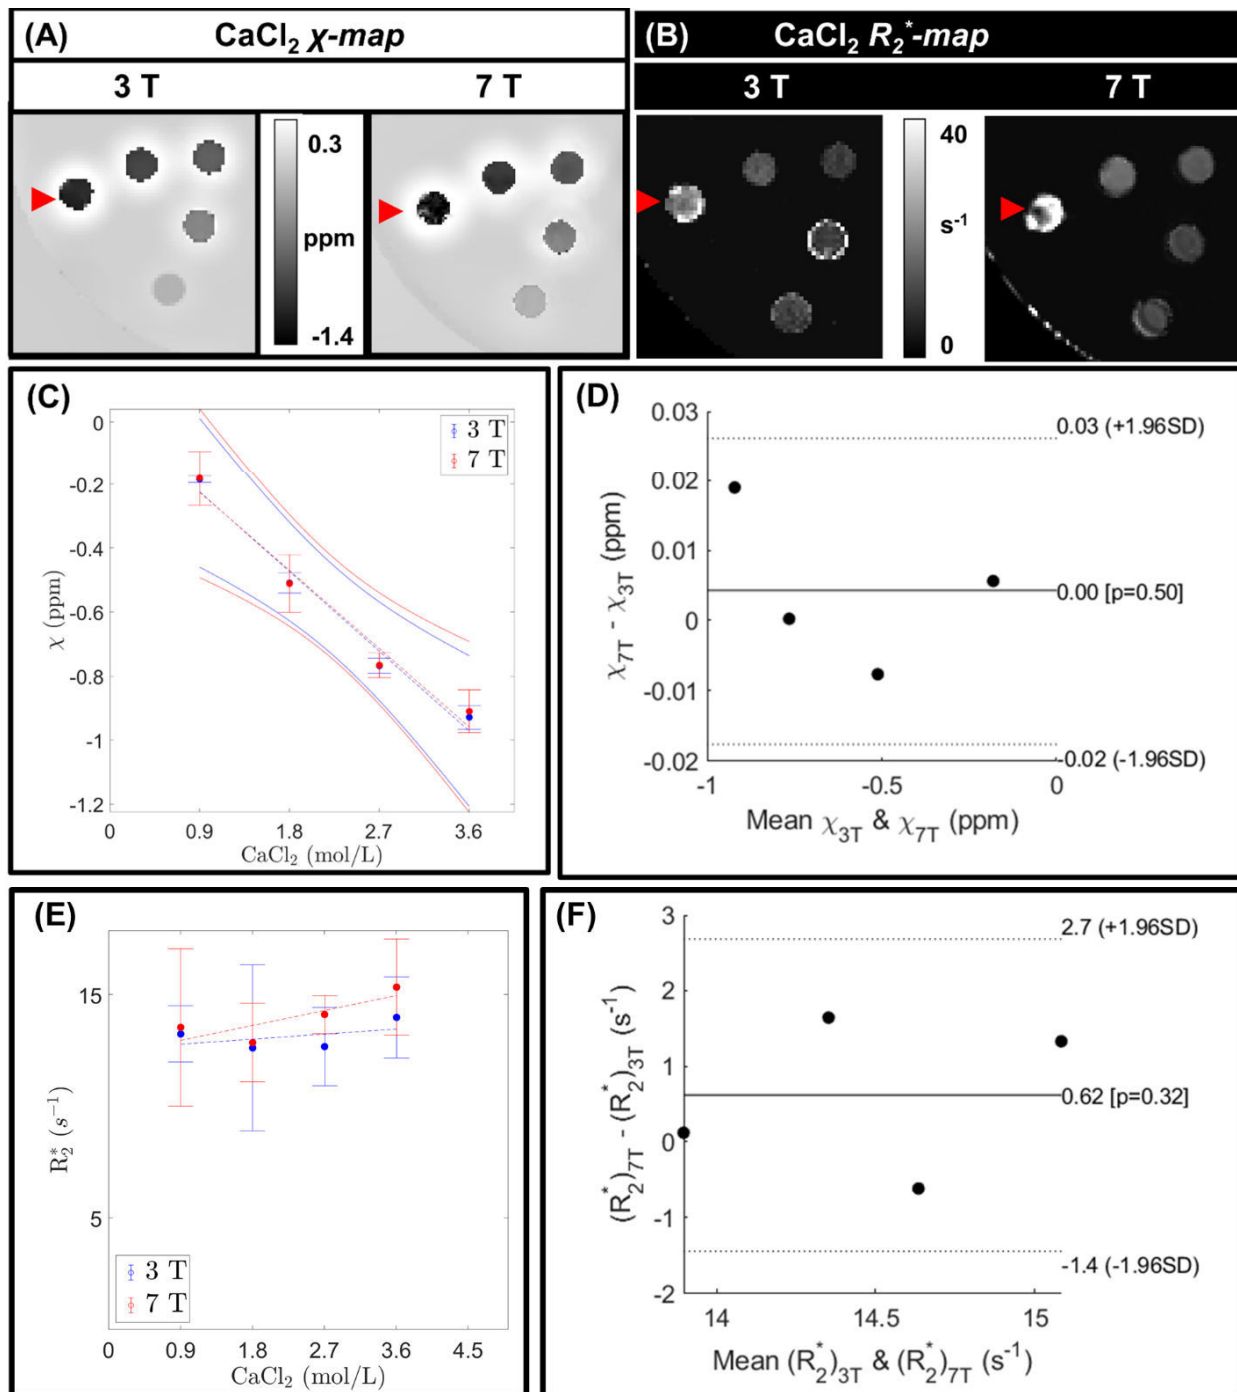 (A) CaCl₂ χ-map
3 T 7 T
0.3
ppm
-1.4
(B) CaCl₂ R₂*-map
3 T 7 T
40
s⁻¹
0
(C)
0
-0.2
-0.4
-0.6
-0.8
-1
-1.2
χ (ppm)
0 0.9 1.8 2.7 3.6
CaCl₂ (mol/L)
3 T
7 T
(D)
0.03
0.02
0.01
0
-0.01
-0.02
χ7T - χ3T (ppm)
0.03 (+1.96SD)
0.00 [p=0.50]
-0.02 (-1.96SD)
-1 -0.5 0
Mean χ3T & χ7T (ppm)
(E)
15
5
R₂* (s⁻¹)
3 T
7 T
0 0.9 1.8 2.7 3.6 4.5
CaCl₂ (mol/L)
(F)
3
2
1
0
-1
-2
(R₂*)7T - (R₂*)3T (s⁻¹)
2.7 (+1.96SD)
0.62 [p=0.32]
-1.4 (-1.96SD)
14 14.5 15
Mean (R₂*)3T & (R₂*)7T (s⁻¹)